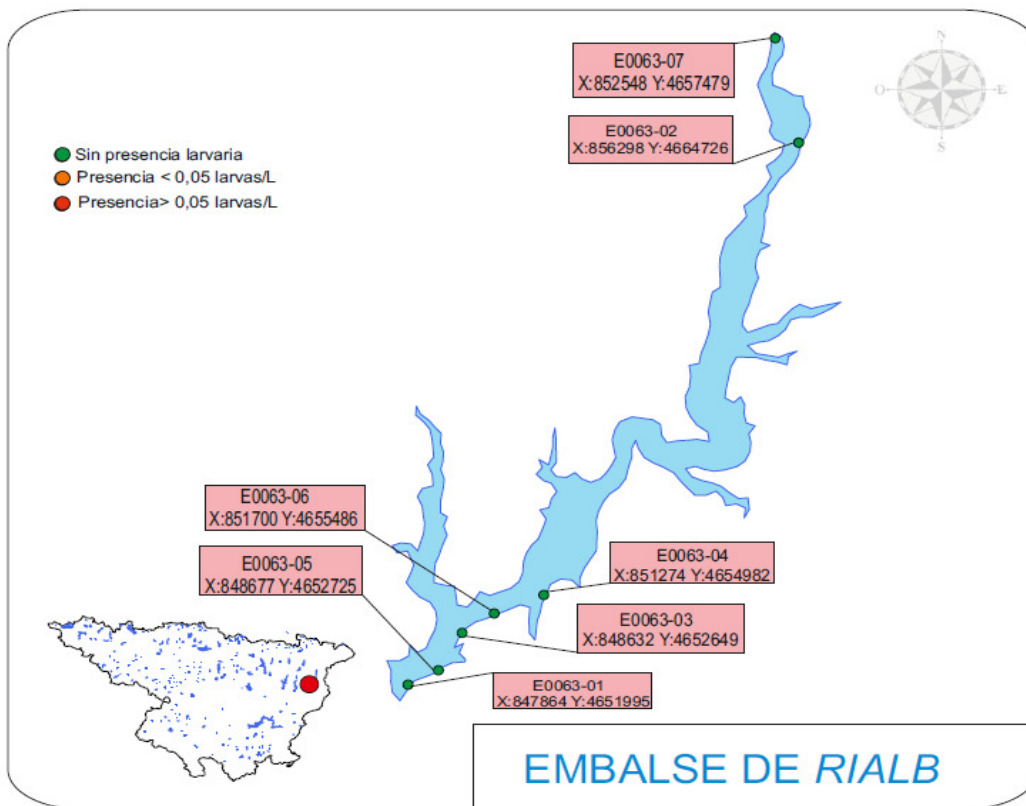 E0063-07
X:852548 Y:4657479
E0063-02
X:856298 Y:4664726
N
O
E
S
Sin presencia larvaria
Presencia < 0,05 larvas/L
Presencia> 0,05 larvas/L
E0063-06
X:851700 Y:4655486
E0063-05
X:848677 Y:4652725
E0063-04
X:851274 Y:4654982
E0063-03
X:848632 Y:4652649
E0063-01
X:847864 Y:4651995
EMBALSE DE RIALB